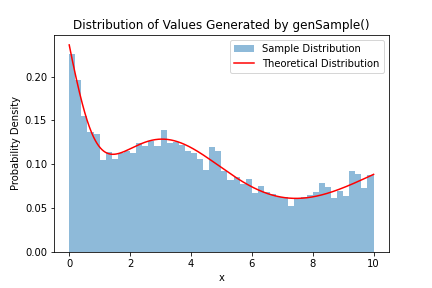 Distribution of Values Generated by genSample()
Sample Distribution
Theoretical Distribution
Probability Density
0.20
0.15
0.10
0.05
0.00
0 2 4 6 8 10
x